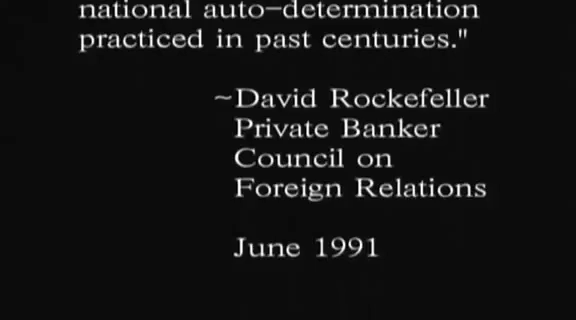 national auto-determination
practiced in past centuries."
~David Rockefeller
Private Banker
Council on
Foreign Relations
June 1991